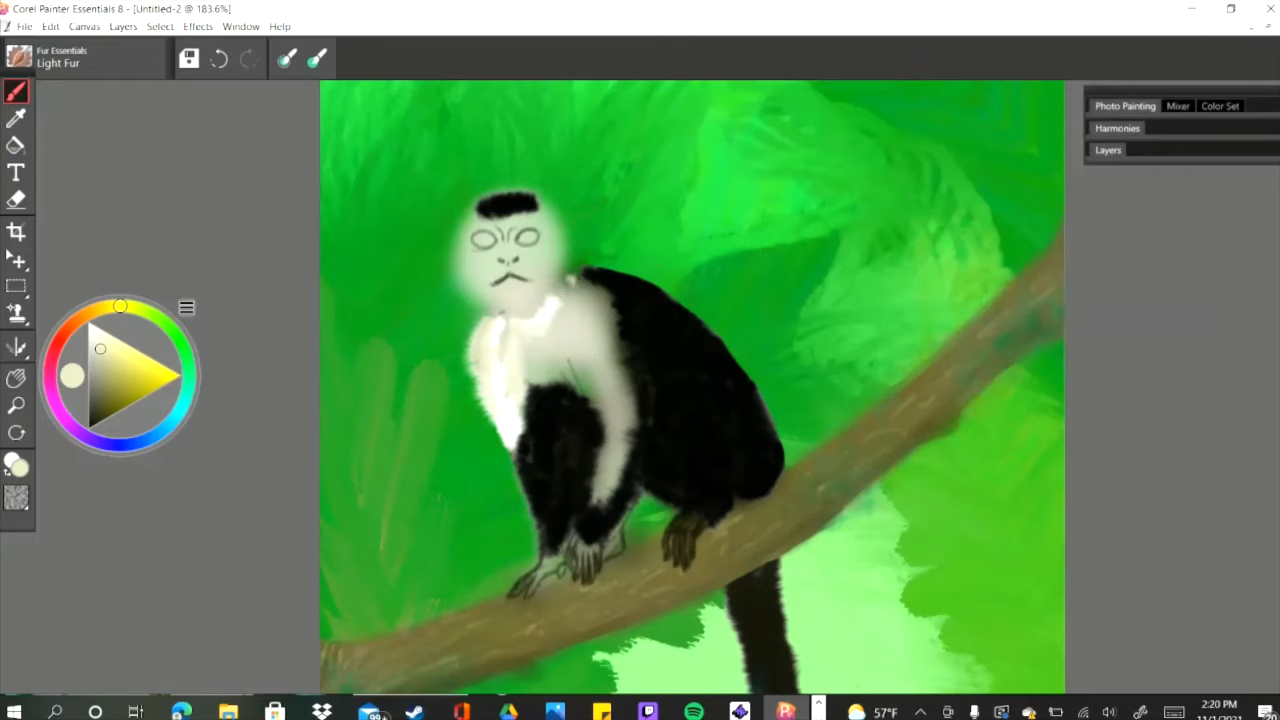 Corel Painter Essentials 8 - [Untitled-2 @ 183.6%]
File Edit Canvas Layers Select Effects Window Help
Fur Essentials
Light Fur
Photo Painting Mixer Color Set
Harmonies
Layers
T
99+
57°F
2:20 PM